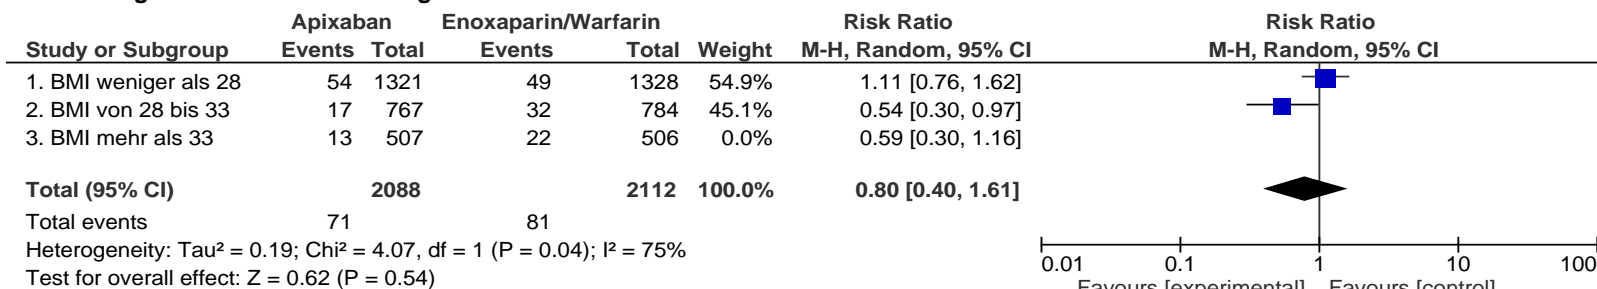 Apixaban Enoxaparin/Warfarin Risk Ratio Risk Ratio
Study or Subgroup Events Total Events Total Weight M-H, Random, 95% CI M-H, Random, 95% CI
1. BMI weniger als 28 54 1321 49 1328 54.9% 1.11 [0.76, 1.62]
2. BMI von 28 bis 33 17 767 32 784 45.1% 0.54 [0.30, 0.97]
3. BMI mehr als 33 13 507 22 506 0.0% 0.59 [0.30, 1.16]
Total (95% CI) 2088 2112 100.0% 0.80 [0.40, 1.61]
Total events 71 81
Heterogeneity: Tau² = 0.19; Chi² = 4.07, df = 1 (P = 0.04); I² = 75%
Test for overall effect: Z = 0.62 (P = 0.54)
0.01 0.1 1 10 100
Favours [experimental] Favours [control]